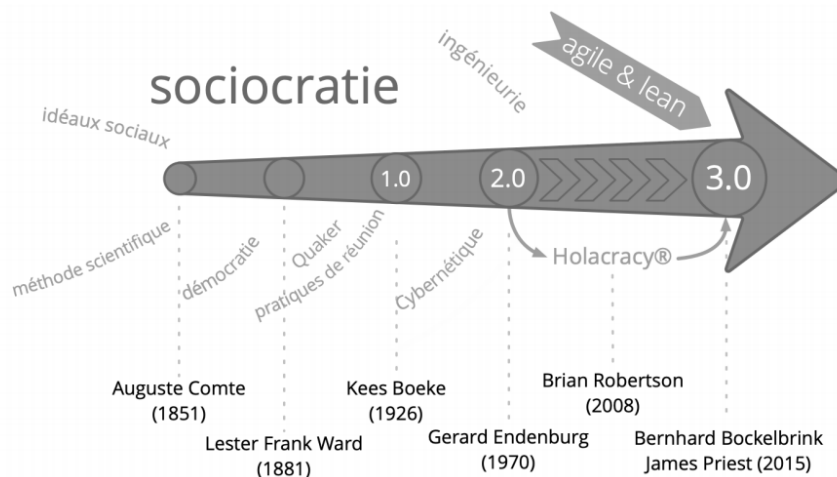 sociocratie
ingénierie
agile & lean
idéaux sociaux
1.0
2.0
3.0
méthode scientifique
démocratie
Quaker
pratiques de réunion
Cybernétique
Holacracy®
Auguste Comte
(1851)
Lester Frank Ward
(1881)
Kees Boeke
(1926)
Gerard Endenburg
(1970)
Brian Robertson
(2008)
Bernhard Bockelbrink
James Priest (2015)